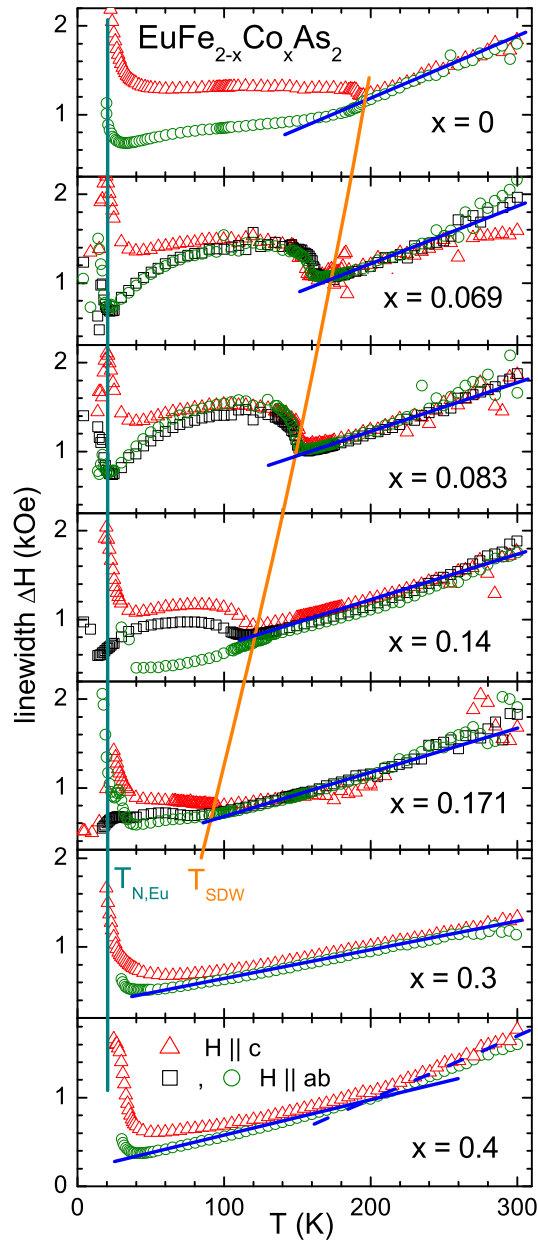 EuFe2-xCoxAs2
2
1
x = 0
2
1
x = 0.069
2
1
x = 0.083
linewidth ΔH (kOe)
2
1
x = 0.14
2
1
x = 0.171
2
TN,Eu
TSDW
1
x = 0.3
H || c
, H || ab
1
x = 0.4
0
0 100 200 300
T (K)